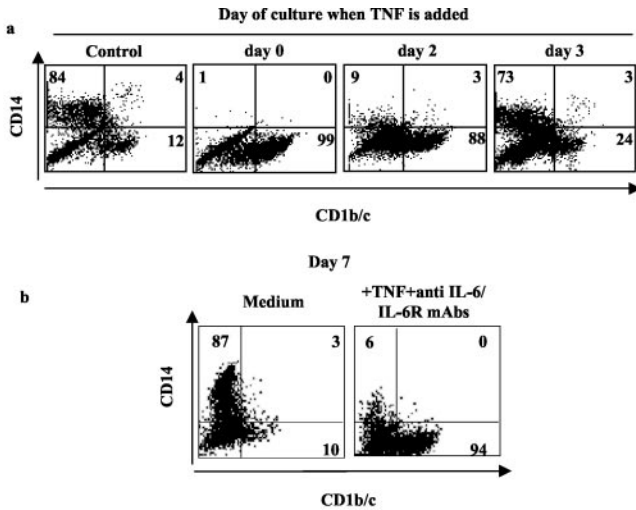 Day of culture when TNF is added
a
Control day 0 day 2 day 3
84 4 1 0 9 3 73 3
CD14
12 99 88 24
CD1b/c
Day 7
b
Medium +TNF+anti IL-6/
IL-6R mAbs
87 3 6 0
CD14
10 94
CD1b/c